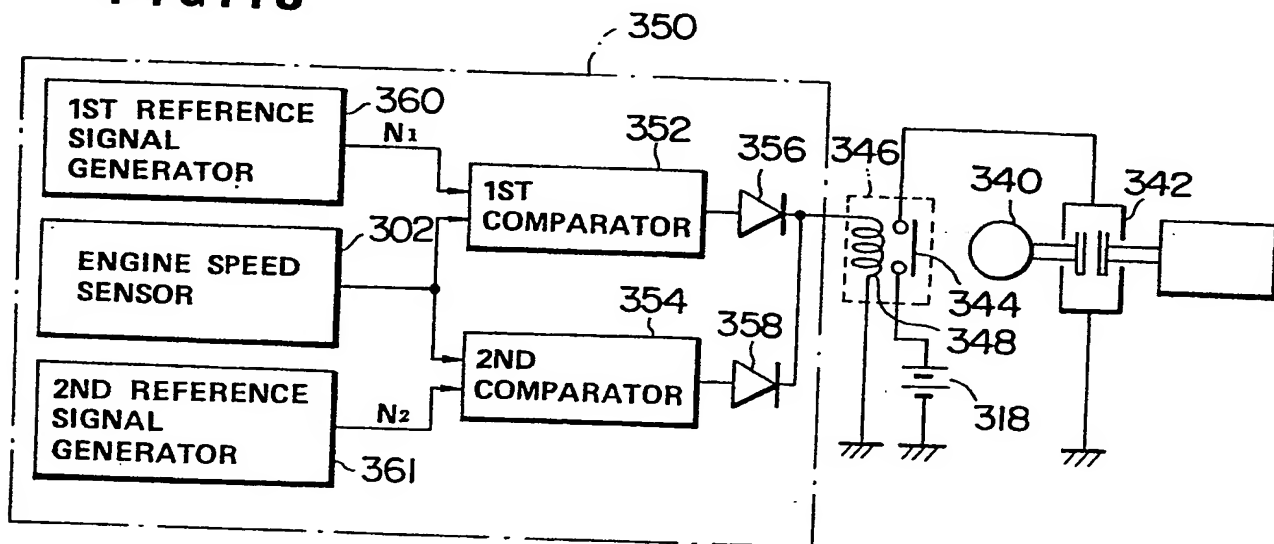 350
1ST REFERENCE
SIGNAL
GENERATOR
360
N1
352
1ST
COMPARATOR
356
346
340
342
302
ENGINE SPEED
SENSOR
354
2ND
COMPARATOR
358
344
348
318
2ND REFERENCE
SIGNAL
GENERATOR
N2
361